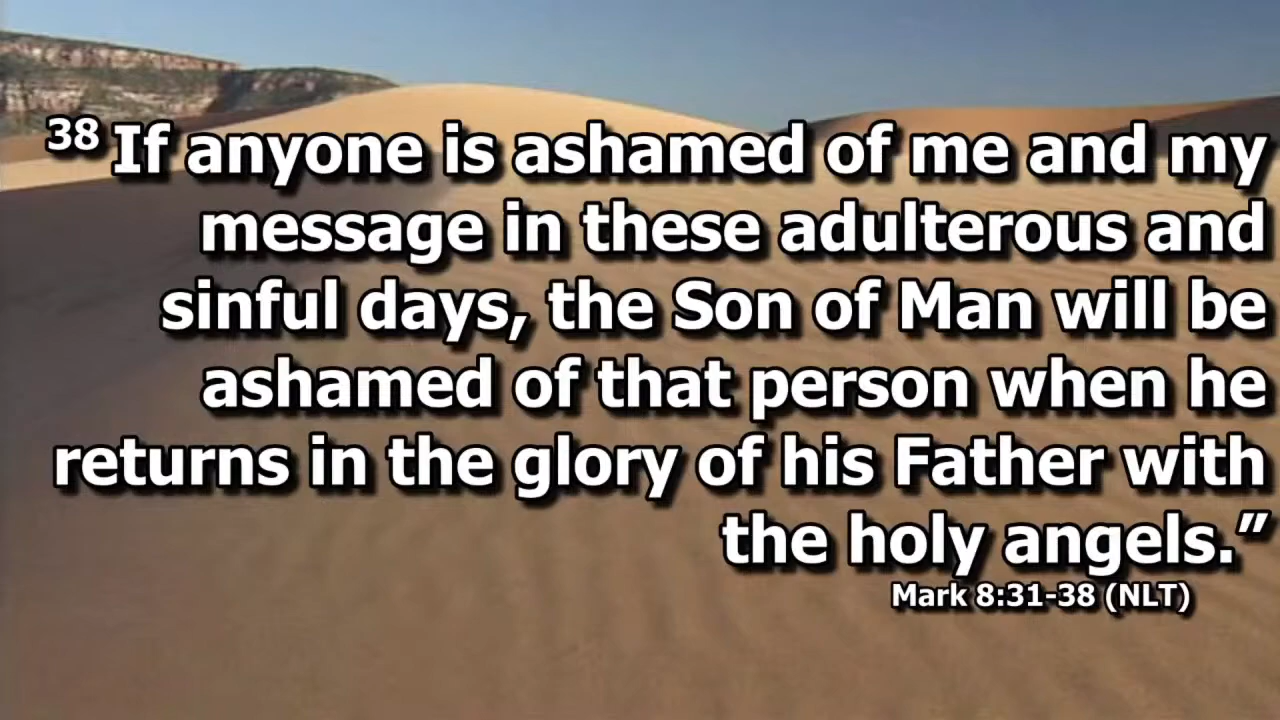 38 If anyone is ashamed of me and my
message in these adulterous and
sinful days, the Son of Man will be
ashamed of that person when he
returns in the glory of his Father with
the holy angels.”
Mark 8:31-38 (NLT)